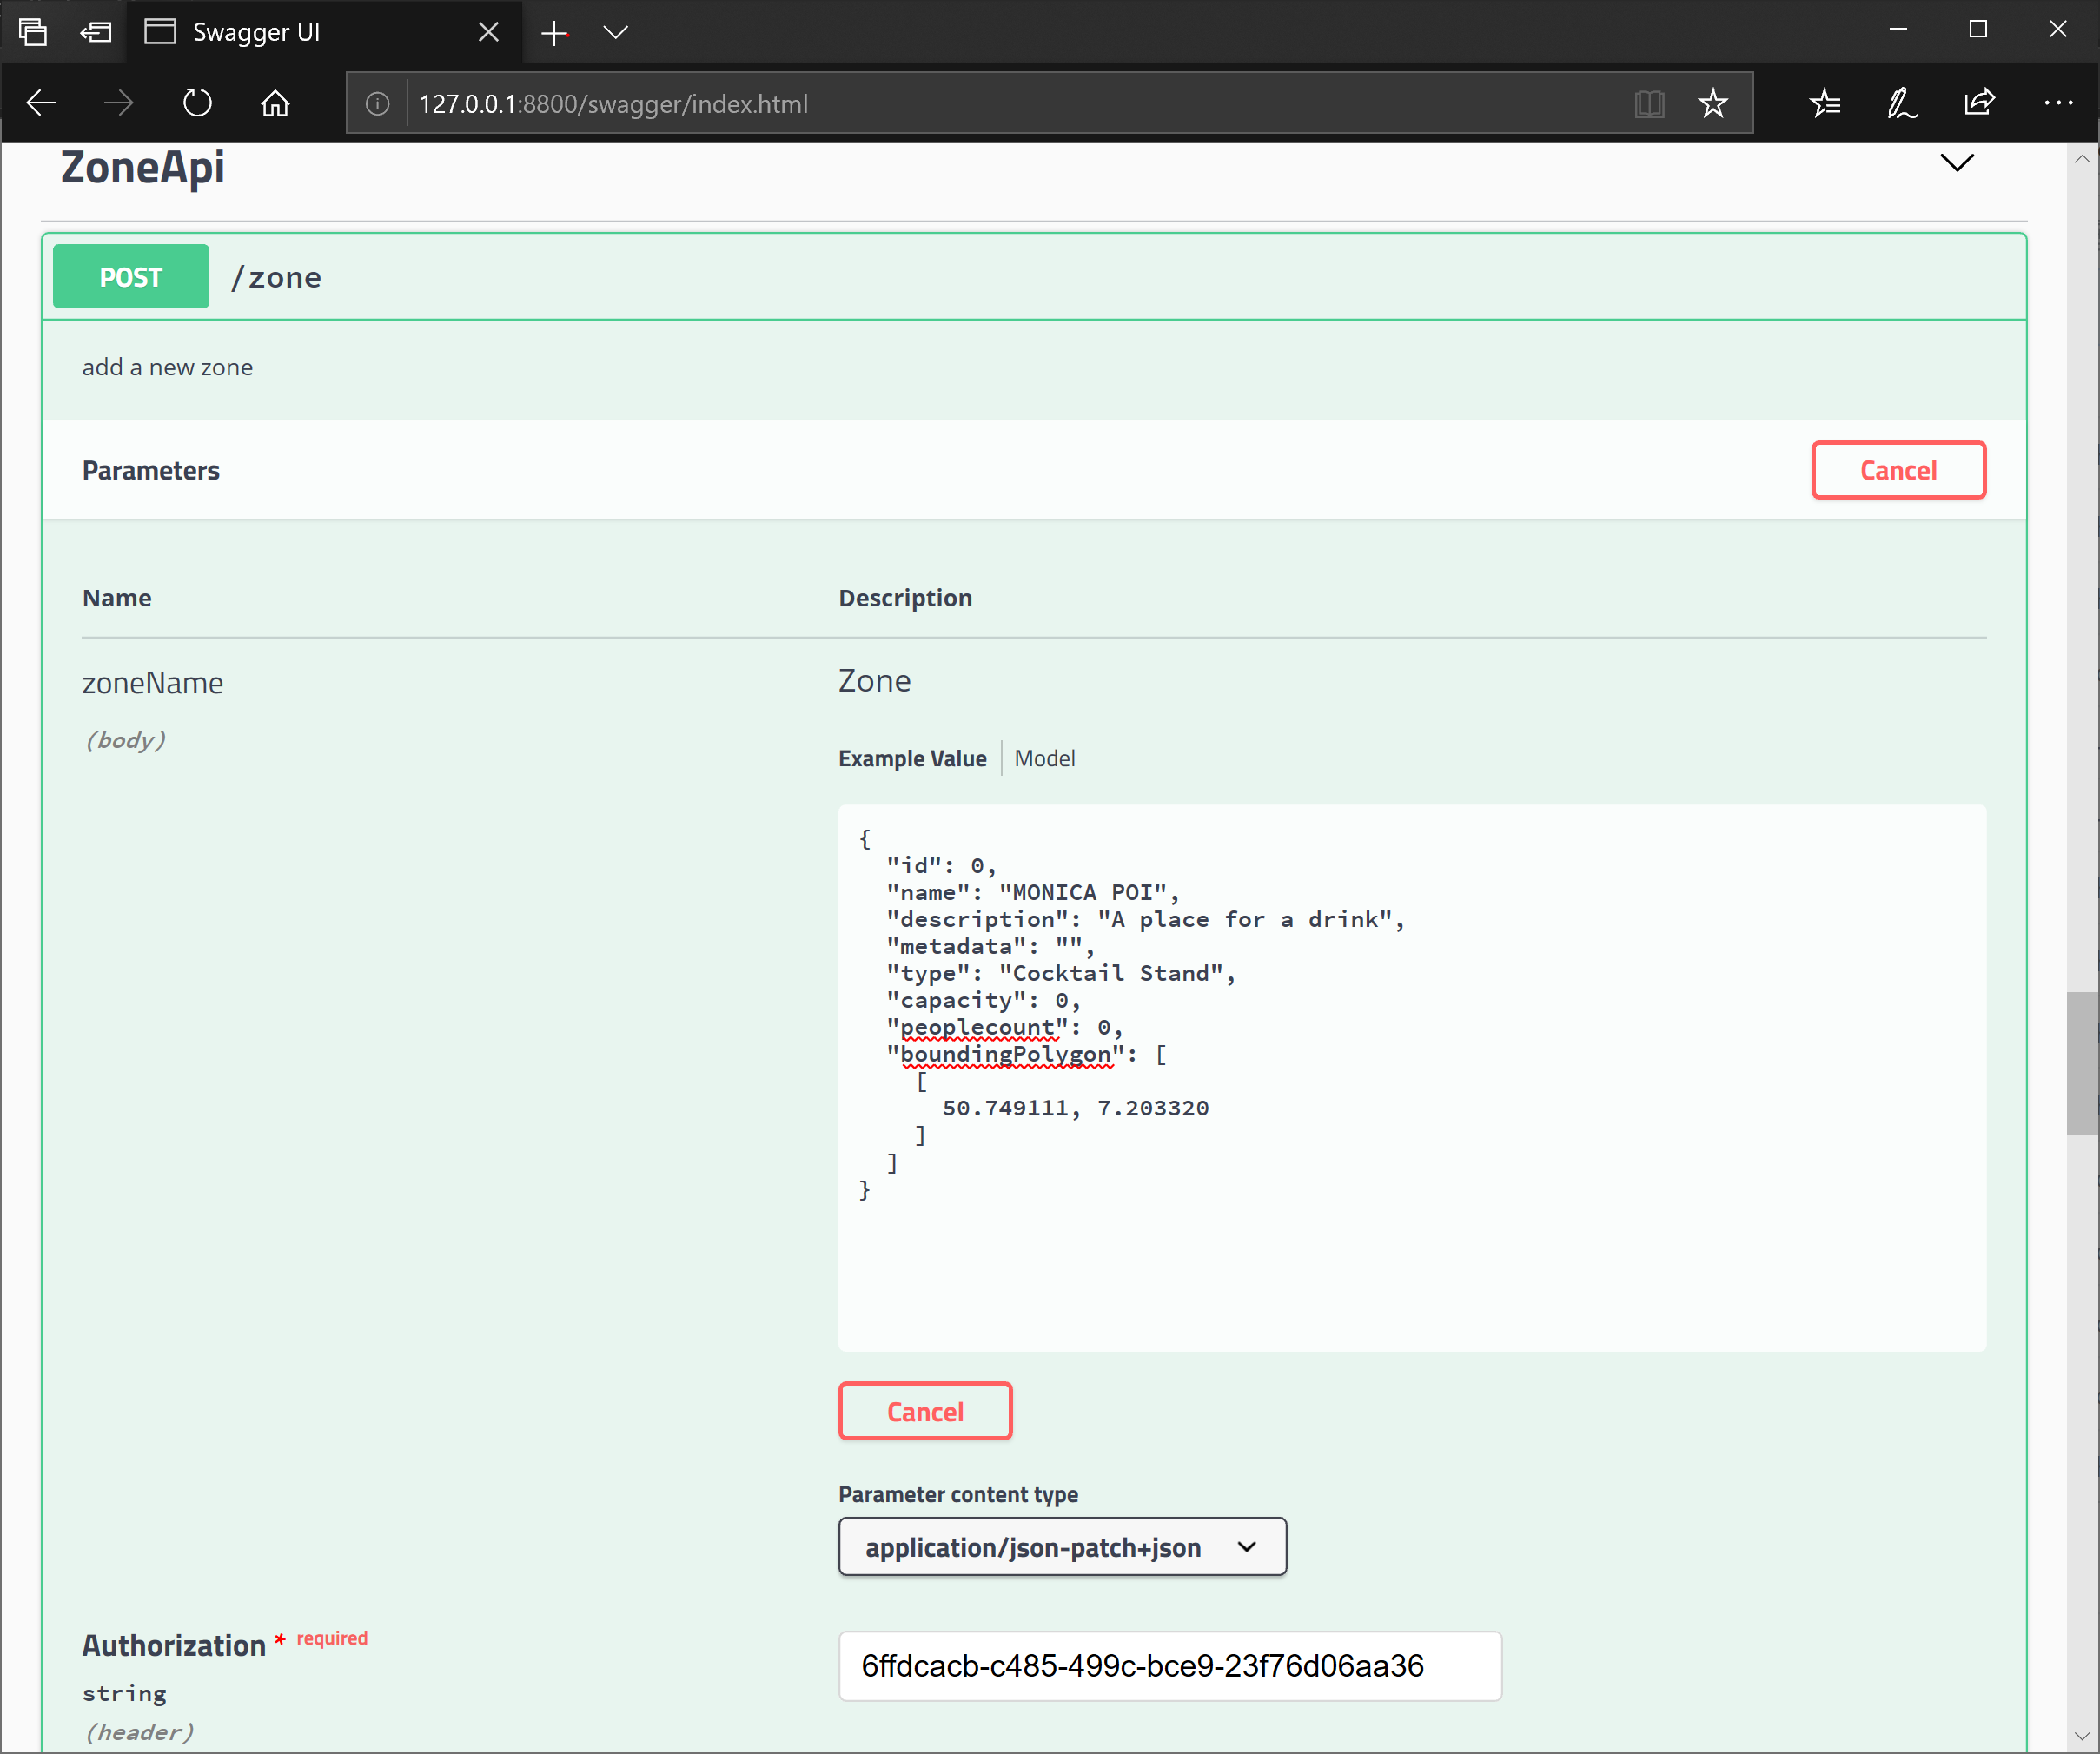 Swagger UI
127.0.0.1:8800/swagger/index.html
ZoneApi
POST /zone
add a new zone
Parameters
Cancel
Name Description
zoneName Zone
(body)
Example Value Model
{
"id": 0,
"name": "MONICA POI",
"description": "A place for a drink",
"metadata": "",
"type": "Cocktail Stand",
"capacity": 0,
"peoplecount": 0,
"boundingPolygon": [
[
50.749111, 7.203320
]
]
}
Cancel
Parameter content type
application/json-patch+json
Authorization * required
6ffdcacb-c485-499c-bce9-23f76d06aa36
string
(header)